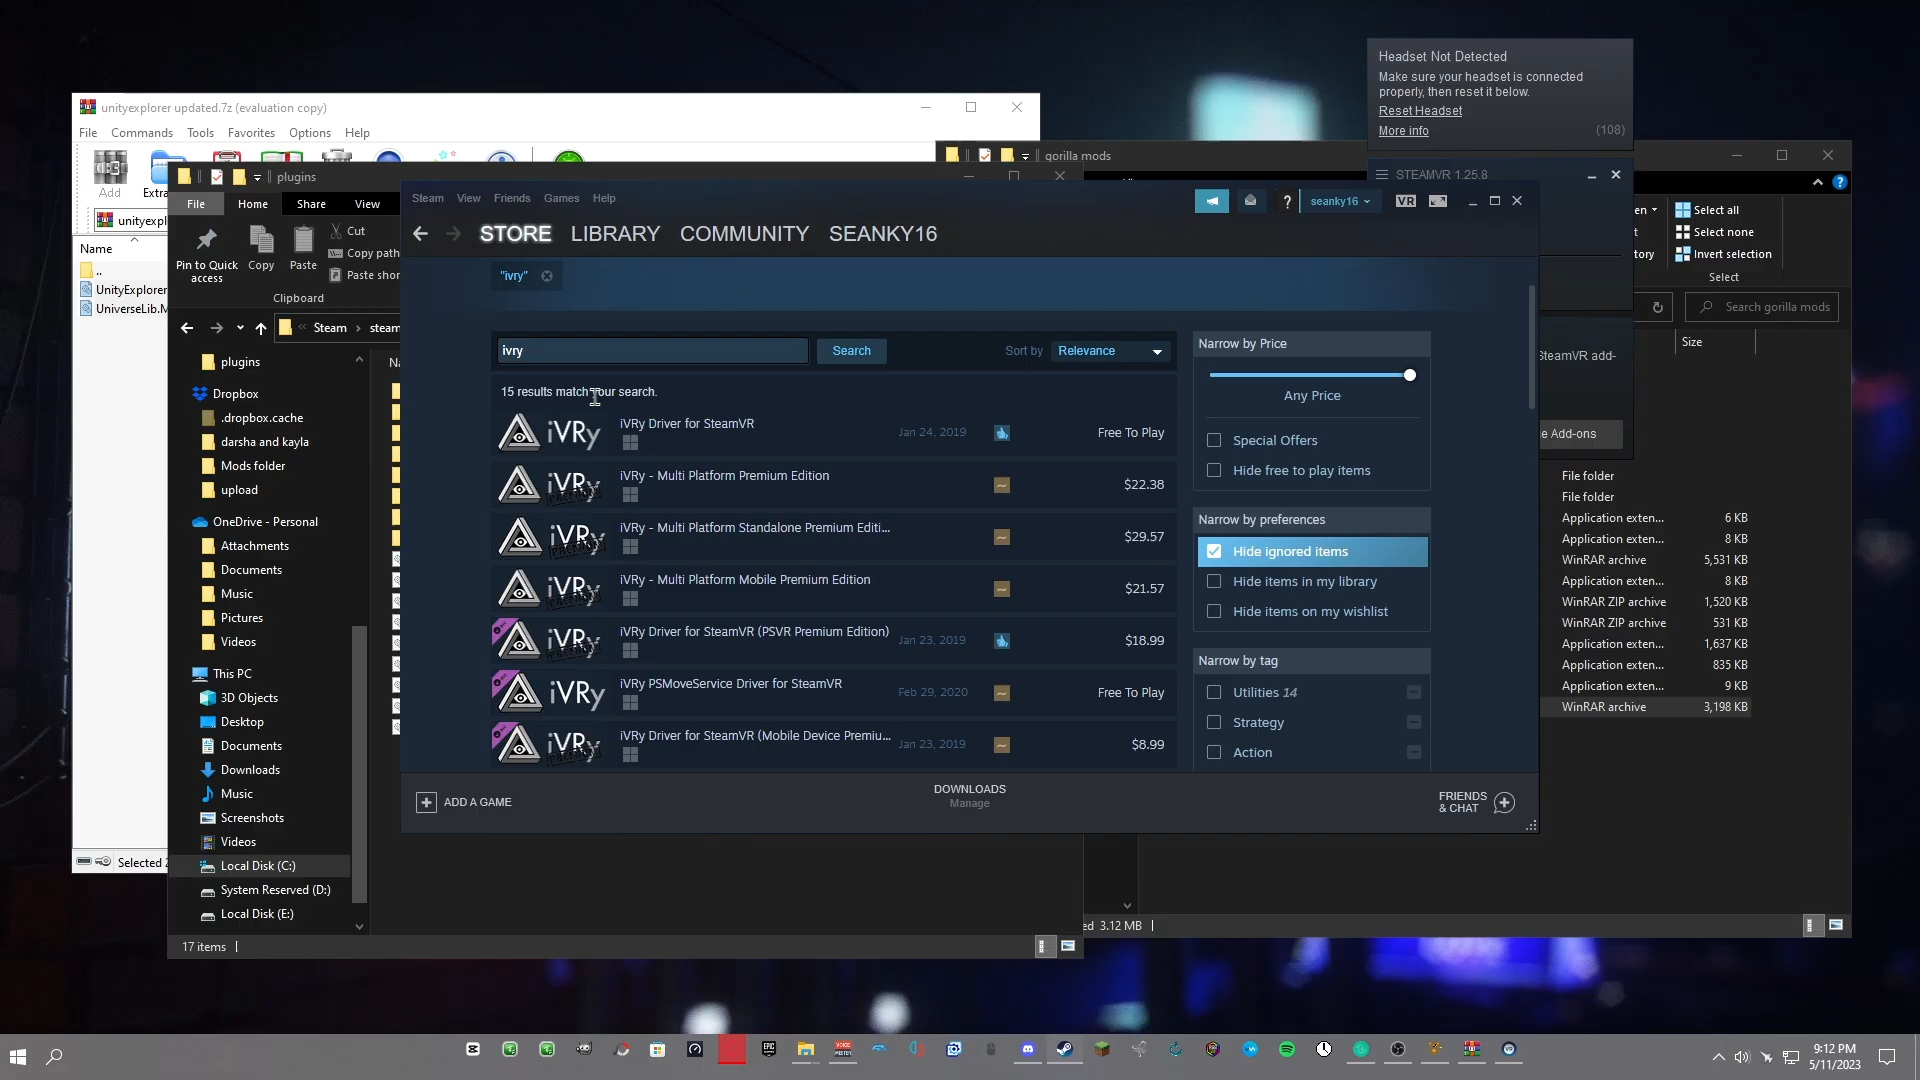 Headset Not Detected
Make sure your headset is connected
properly, then reset it below.
Reset Headset
More info
(108)
unityexplorer updated.7z (evaluation copy)
File Commands Tools Favorites Options Help
Add
gorilla mods
plugins
STEAMVR 1.25.8
File Home Share View
Steam View Friends Games Help
seanky16
VR
STORE LIBRARY COMMUNITY SEANKY16
Select all
Select none
Invert selection
Select
Name
..
UnityExplorer
UniverseLib.M
Pin to Quick
access
Copy
Paste
Cut
Copy path
Clipboard
"ivry"
Steam
Search gorilla mods
Size
ivry
Search
Sort by Relevance
15 results match your search.
iVRy
iVRy Driver for SteamVR
Jan 24, 2019
Free To Play
iVRy
iVRy - Multi Platform Premium Edition
$22.38
iVRy
iVRy - Multi Platform Standalone Premium Editi...
$29.57
iVRy
iVRy - Multi Platform Mobile Premium Edition
$21.57
iVRy
iVRy Driver for SteamVR (PSVR Premium Edition)
Jan 23, 2019
$18.99
iVRy
iVRy PSMoveService Driver for SteamVR
Feb 29, 2020
Free To Play
iVRy
iVRy Driver for SteamVR (Mobile Device Premiu...
Jan 23, 2019
$8.99
Narrow by Price
Any Price
Special Offers
Hide free to play items
Narrow by preferences
Hide ignored items
Hide items in my library
Hide items on my wishlist
Narrow by tag
Utilities 14
Strategy
Action
ADD A GAME
DOWNLOADS
Manage
FRIENDS
& CHAT
plugins
Dropbox
.dropbox.cache
darsha and kayla
Mods folder
upload
OneDrive - Personal
Attachments
Documents
Music
Pictures
Videos
This PC
3D Objects
Desktop
Documents
Downloads
Music
Screenshots
Videos
Local Disk (C:)
System Reserved (D:)
Local Disk (E:)
17 items
SteamVR add-
Add-ons
File folder
File folder
Application exten... 6 KB
Application exten... 8 KB
WinRAR archive 5,531 KB
Application exten... 8 KB
WinRAR ZIP archive 1,520 KB
WinRAR ZIP archive 531 KB
Application exten... 1,637 KB
Application exten... 835 KB
Application exten... 9 KB
WinRAR archive 3,198 KB
3.12 MB
Selected
EPIC
9:12 PM
5/11/2023